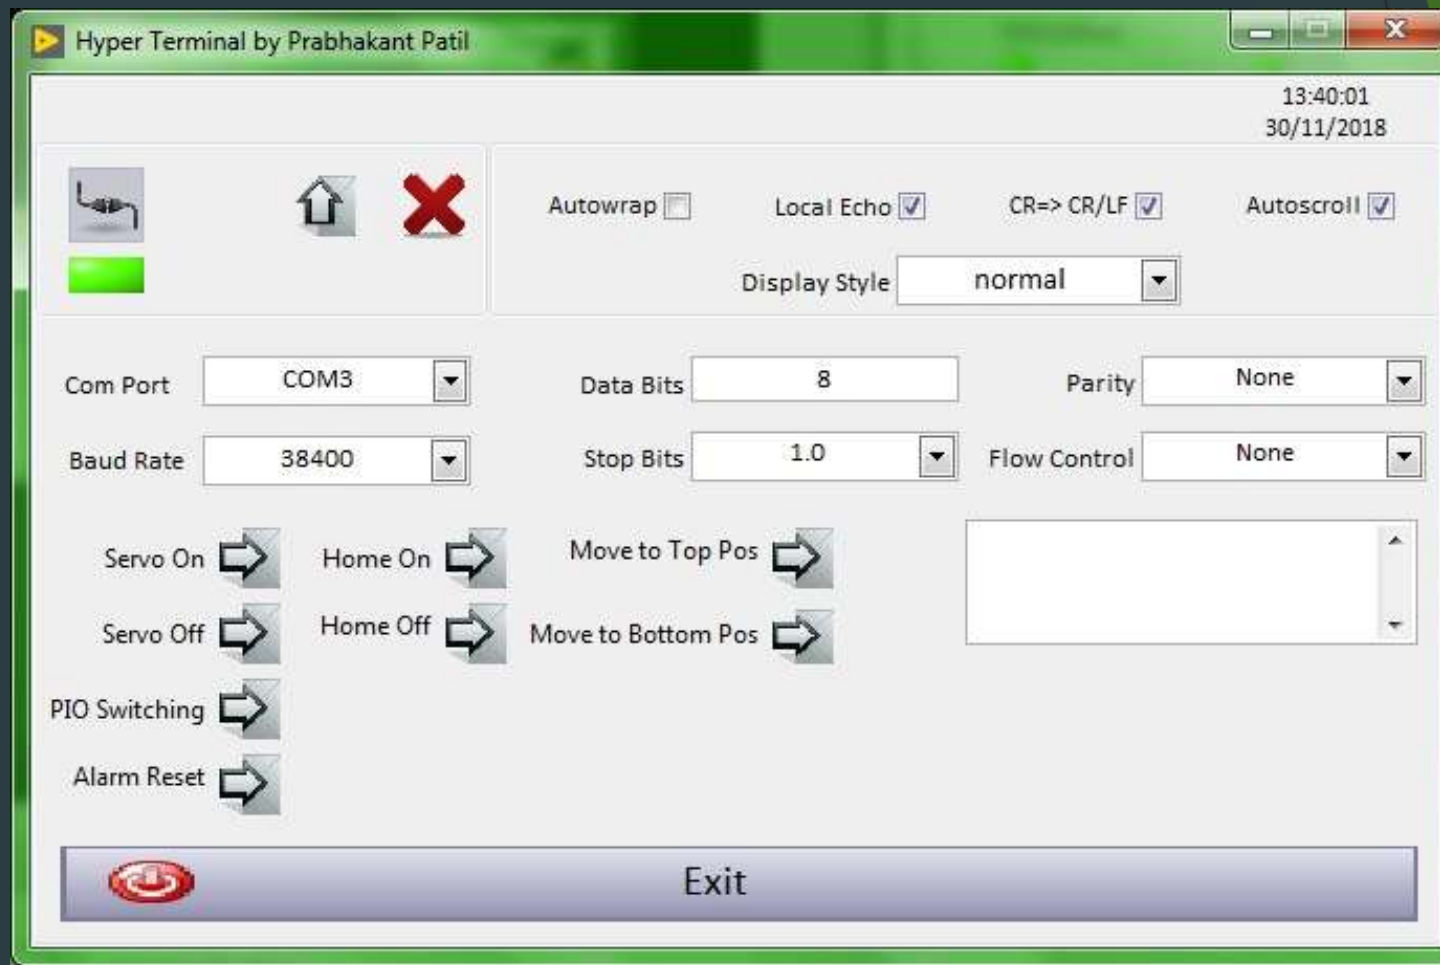 Hyper Terminal by Prabhakant Patil
13:40:01
30/11/2018
Autowrap Local Echo CR=> CR/LF Autoscroll
Display Style normal
Com Port COM3 Data Bits 8 Parity None
Baud Rate 38400 Stop Bits 1.0 Flow Control None
Servo On Home On Move to Top Pos
Servo Off Home Off Move to Bottom Pos
PIO Switching
Alarm Reset
Exit